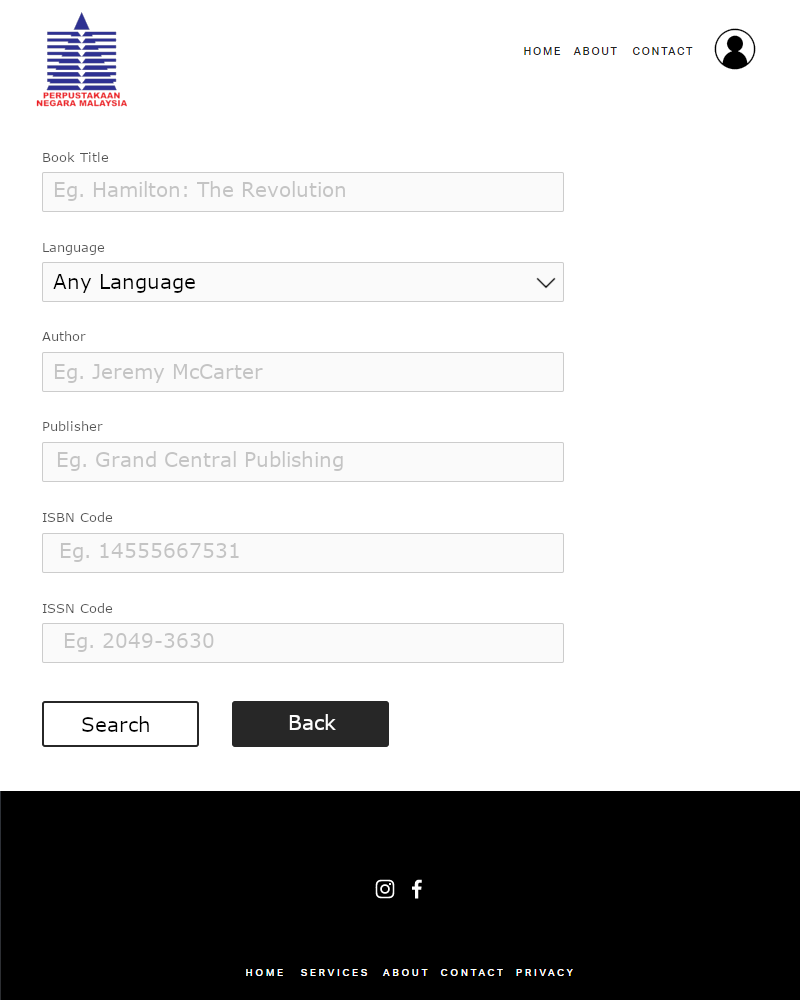 PERPUSTAKAAN
NEGARA MALAYSIA
HOME ABOUT CONTACT
Book Title
Eg. Hamilton: The Revolution
Language
Any Language
Author
Eg. Jeremy McCarter
Publisher
Eg. Grand Central Publishing
ISBN Code
Eg. 14555667531
ISSN Code
Eg. 2049-3630
Search Back
HOME SERVICES ABOUT CONTACT PRIVACY